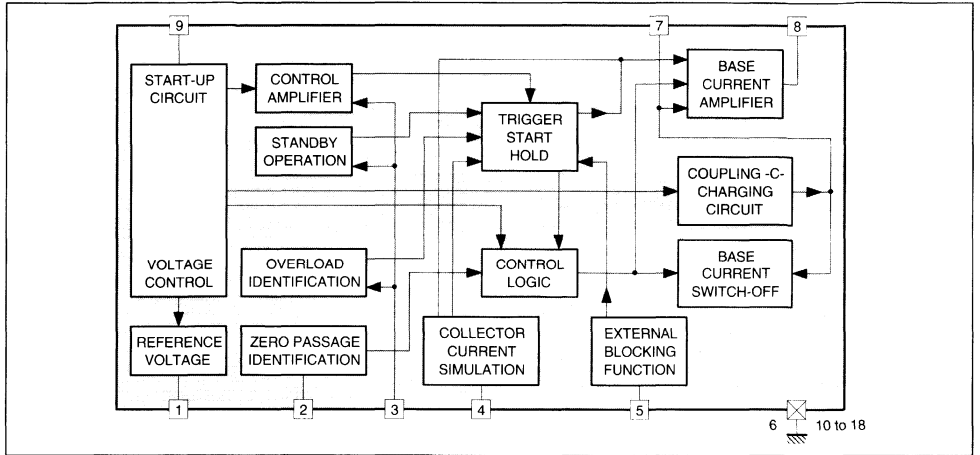 9
7
8
START-UP
CIRCUIT
VOLTAGE
CONTROL
CONTROL
AMPLIFIER
STANDBY
OPERATION
TRIGGER
START
HOLD
BASE
CURRENT
AMPLIFIER
COUPLING -C-
CHARGING
CIRCUIT
OVERLOAD
IDENTIFICATION
CONTROL
LOGIC
BASE
CURRENT
SWITCH-OFF
REFERENCE
VOLTAGE
ZERO PASSAGE
IDENTIFICATION
COLLECTOR
CURRENT
SIMULATION
EXTERNAL
BLOCKING
FUNCTION
1
2
3
4
5
6
10 to 18